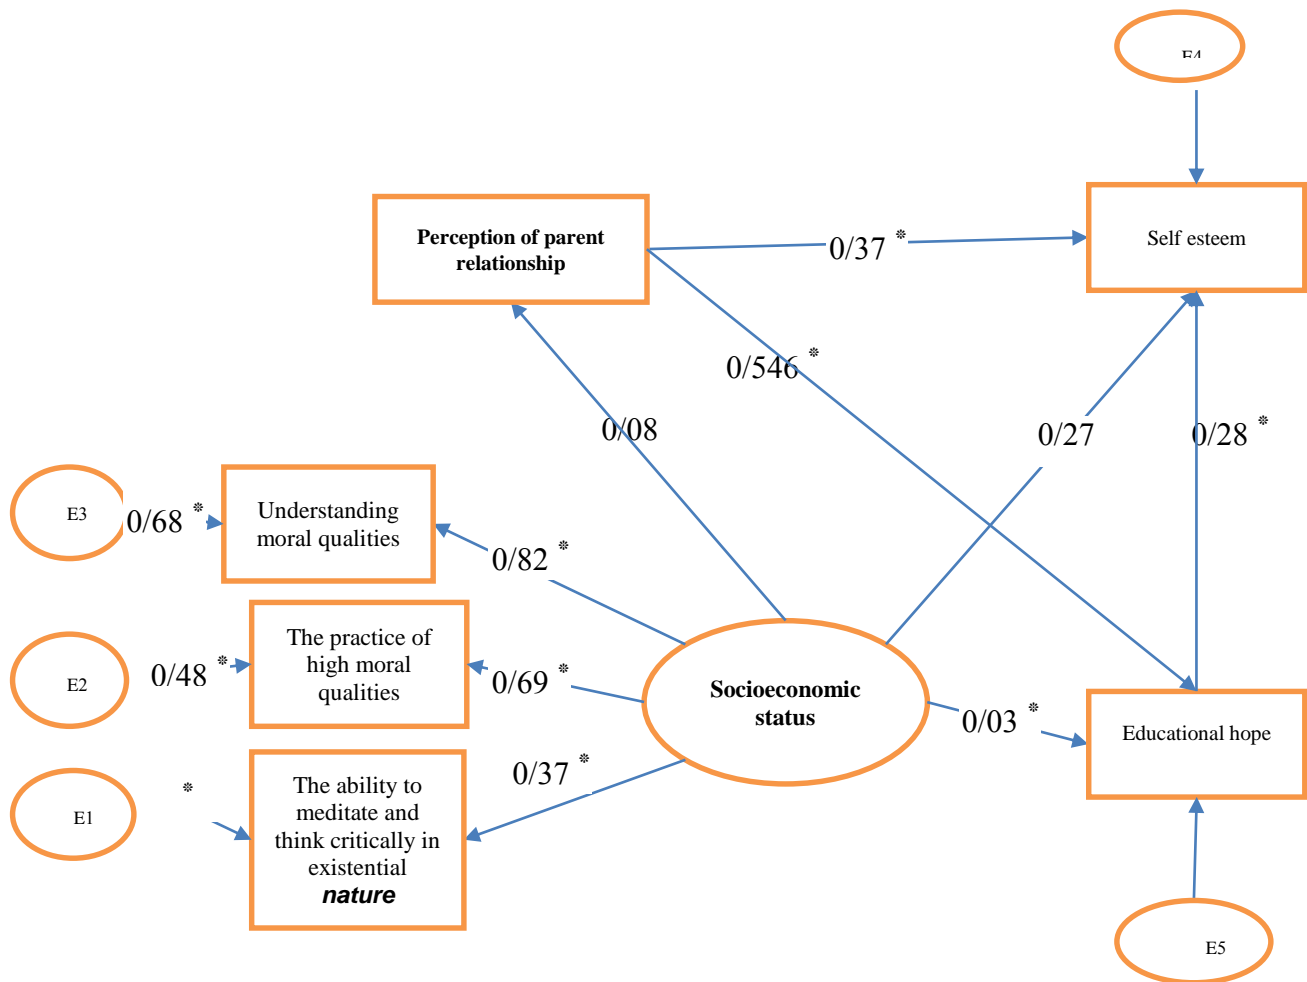 E4
Perception of parent
relationship
0/37 *
Self esteem
0/546 *
0/08
0/27
0/28 *
E3
0/68 *
Understanding
moral qualities
0/82 *
E2
0/48 *
The practice of
high moral
qualities
0/69 *
Socioeconomic
status
0/03 *
Educational hope
E1
*
The ability to
meditate and
think critically in
existential
nature
0/37 *
E5